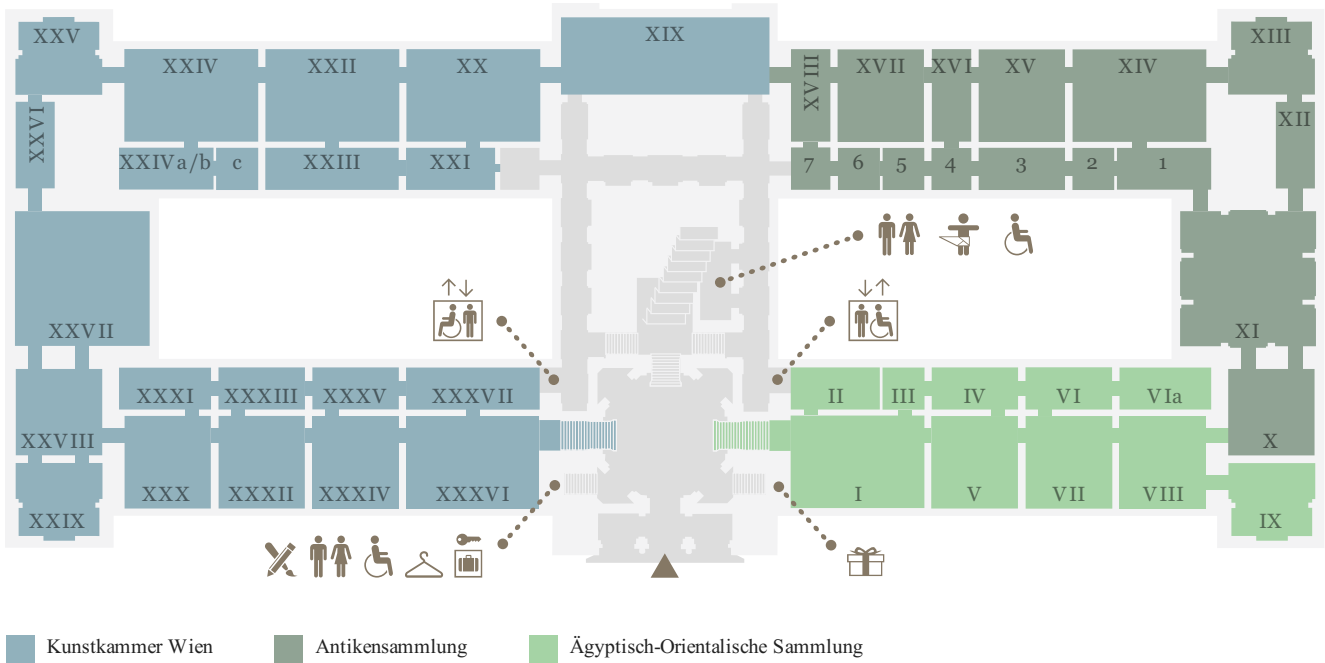 XXV
XXIV
XXII
XX
XIX
XVIII
XVII
XVI
XV
XIV
XIII
XXVI
XII
XXIVa/b
c
XXIII
XXI
7
6
5
4
3
2
1
XXVII
XI
XXXI
XXXIII
XXXV
XXXVII
II
III
IV
VI
VIa
XXVIII
X
XXX
XXXII
XXXIV
XXXVI
I
V
VII
VIII
XXIX
IX
Kunstkammer Wien
Antikensammlung
Ägyptisch-Orientalische Sammlung